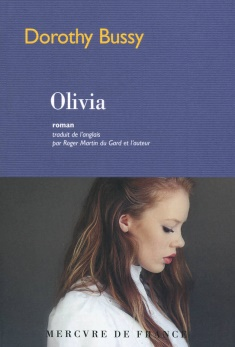 Dorothy Bussy
Olivia
roman
traduit de l'anglais
par Roger Martin du Gard et l'auteur
MERCVRE DE FRANCE